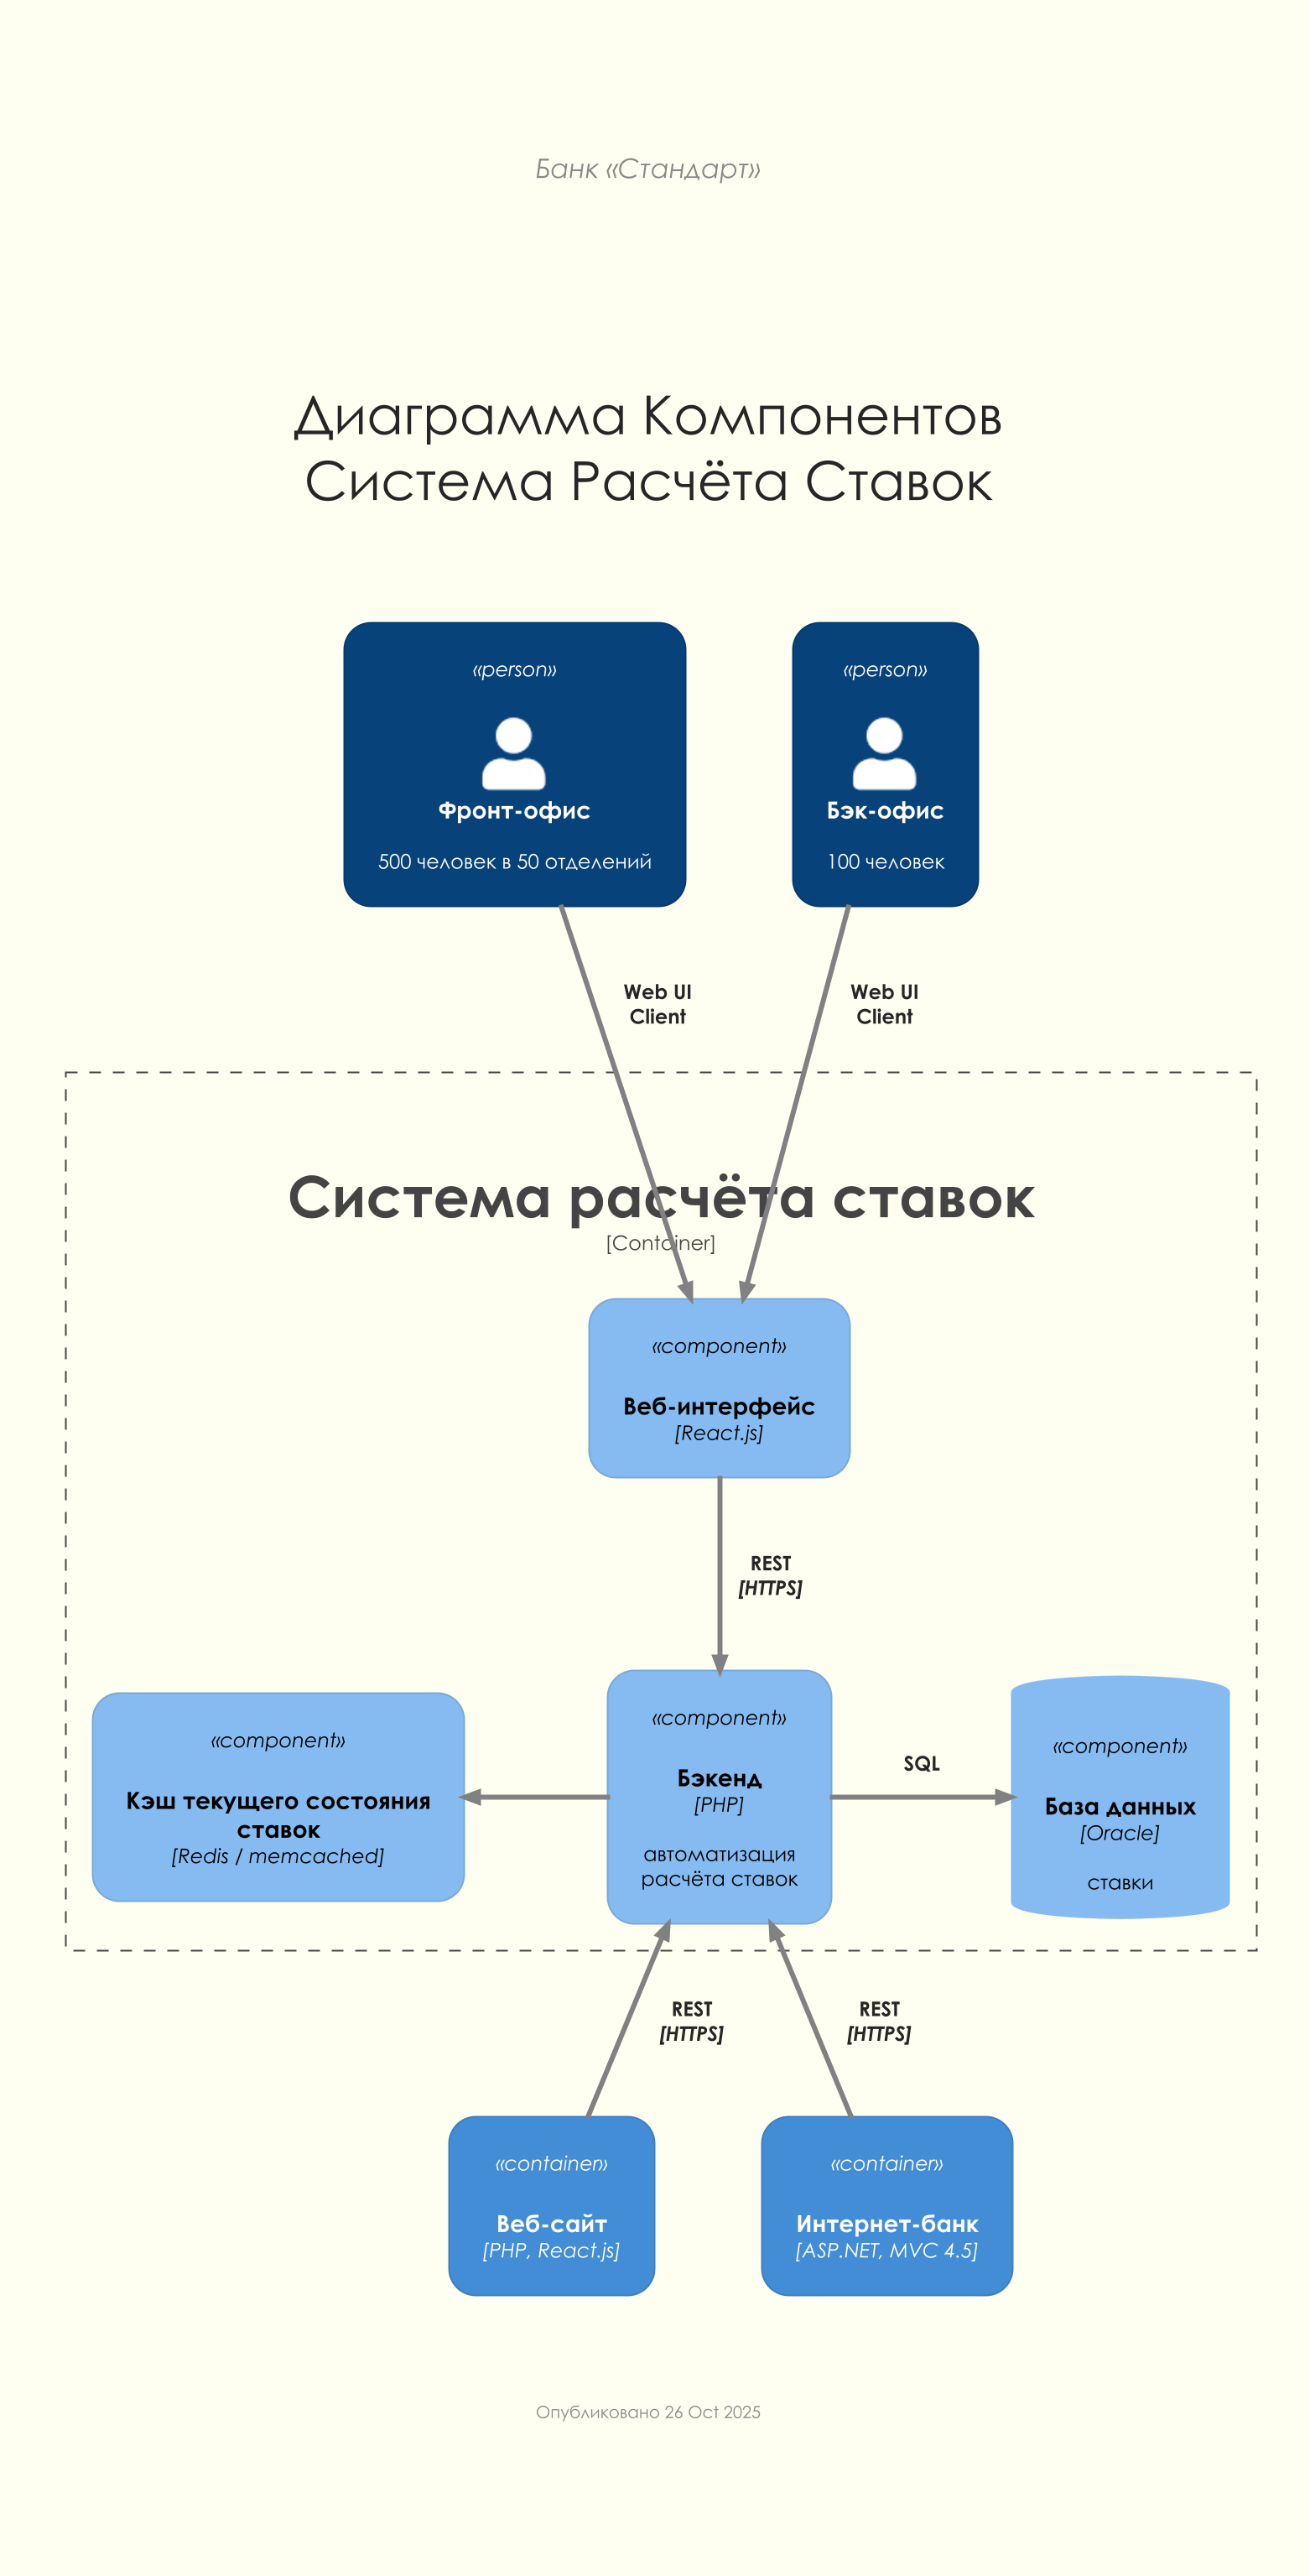 Банк «Стандарт»
Диаграмма Компонентов
Система Расчёта Ставок
«person»
Фронт-офис
500 человек в 50 отделений
«person»
Бэк-офис
100 человек
Web UI
Client
Web UI
Client
Система расчёта ставок
[Container]
«component»
Веб-интерфейс
[React.js]
REST
[HTTPS]
«component»
Кэш текущего состояния
ставок
[Redis / memcached]
«component»
Бэкенд
[PHP]
автоматизация
расчёта ставок
SQL
«component»
База данных
[Oracle]
ставки
REST
[HTTPS]
REST
[HTTPS]
«container»
Веб-сайт
[PHP, React.js]
«container»
Интернет-банк
[ASP.NET, MVC 4.5]
Опубликовано 26 Oct 2025